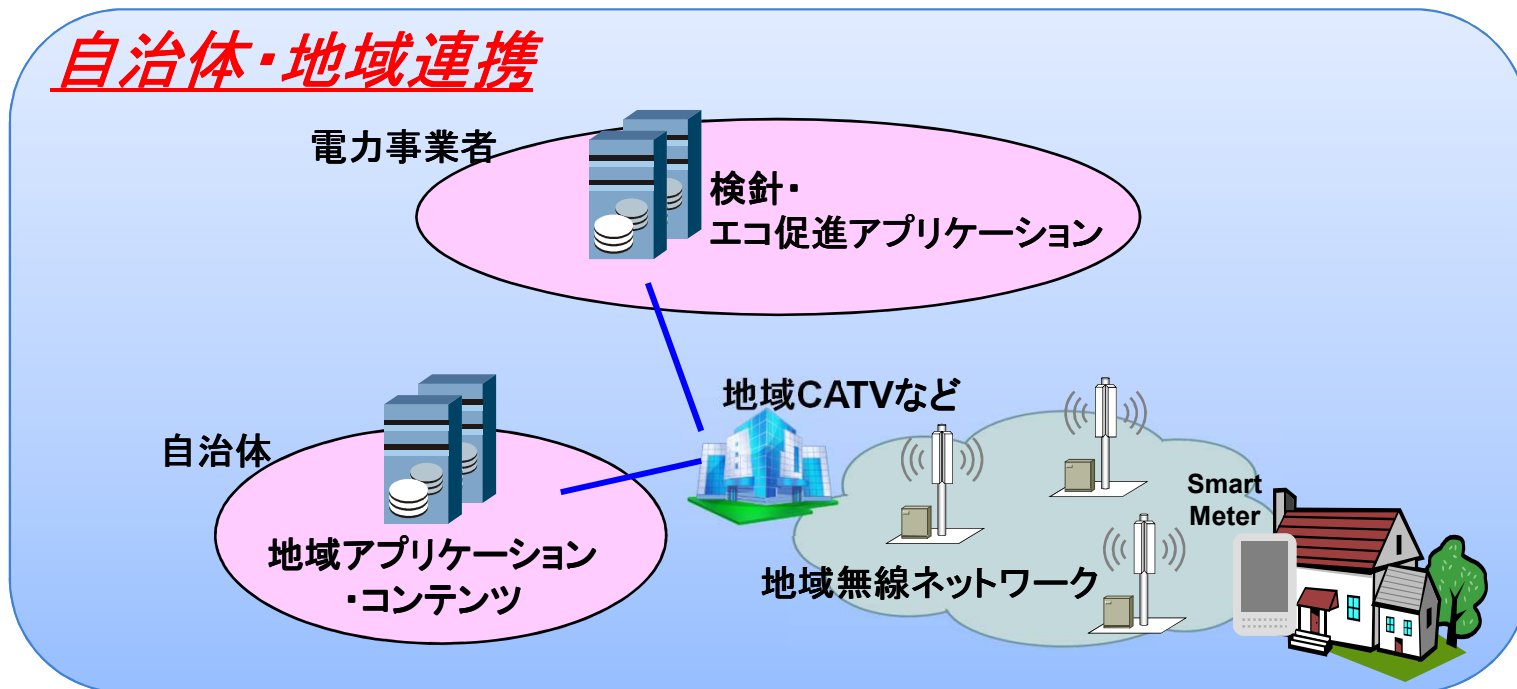 自治体・地域連携
電力事業者
検針・
エコ促進アプリケーション
地域CATVなど
自治体
Smart
Meter
地域アプリケーション
・コンテンツ
地域無線ネットワーク